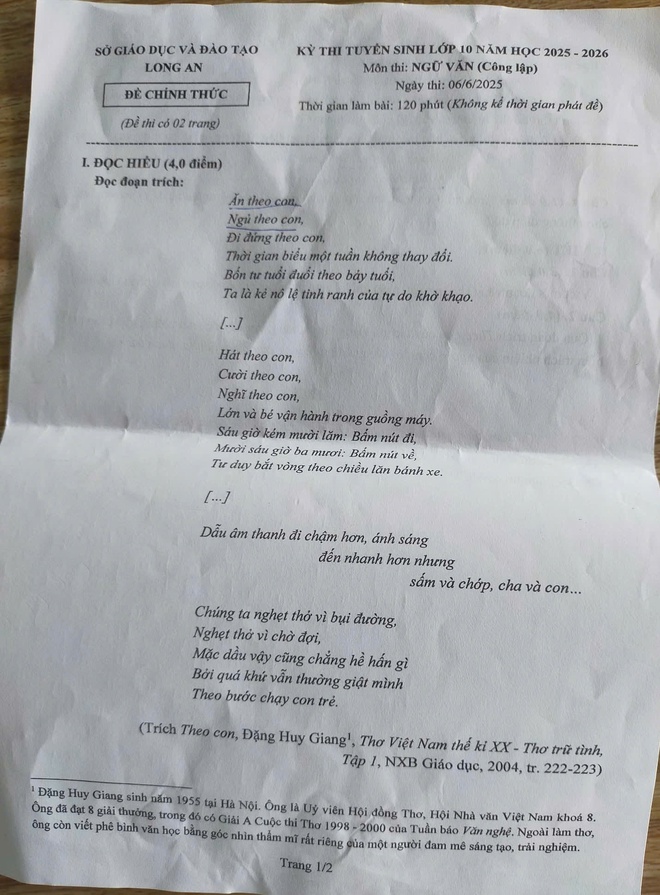 SỞ GIÁO DỤC VÀ ĐÀO TẠO
LONG AN
ĐỀ CHÍNH THỨC
(Đề thi có 02 trang)
KỲ THI TUYỂN SINH LỚP 10 NĂM HỌC 2025 - 2026
Môn thi: NGỮ VĂN (Công lập)
Ngày thi: 06/6/2025
Thời gian làm bài: 120 phút (Không kể thời gian phát đề)
I. ĐỌC HIỂU (4,0 điểm)
Đọc đoạn trích:
Ăn theo con,
Ngủ theo con,
Đi đứng theo con,
Thời gian biểu một tuần không thay đổi.
Bốn tư tuổi đuổi theo bảy tuổi,
Ta là kẻ nô lệ tinh ranh của tự do khờ khạo.
[...]
Hát theo con,
Cười theo con,
Nghĩ theo con,
Lớn và bé vận hành trong guồng máy.
Sáu giờ kém mười lăm: Bấm nút đi,
Mười sáu giờ ba mươi: Bấm nút về,
Tư duy bắt vòng theo chiều lăn bánh xe.
[...]
Dẫu âm thanh đi chậm hơn, ánh sáng
đến nhanh hơn nhưng
sấm và chớp, cha và con...
Chúng ta nghẹt thở vì bụi đường,
Nghẹt thở vì chờ đợi,
Mặc dầu vậy cũng chẳng hề hấn gì
Bởi quá khứ vẫn thường giật mình
Theo bước chạy con trẻ.
(Trích Theo con, Đặng Huy Giang¹, Thơ Việt Nam thế kỉ XX - Thơ trữ tình,
Tập 1, NXB Giáo dục, 2004, tr. 222-223)
¹ Đặng Huy Giang sinh năm 1955 tại Hà Nội. Ông là Uỷ viên Hội đồng Thơ, Hội Nhà văn Việt Nam khoá 8.
Ông đã đạt 8 giải thưởng, trong đó có Giải A Cuộc thi Thơ 1998 - 2000 của Tuần báo Văn nghệ. Ngoài làm thơ,
ông còn viết phê bình văn học bằng góc nhìn thẩm mĩ rất riêng của một người đam mê sáng tạo, trải nghiệm.
Trang 1/2